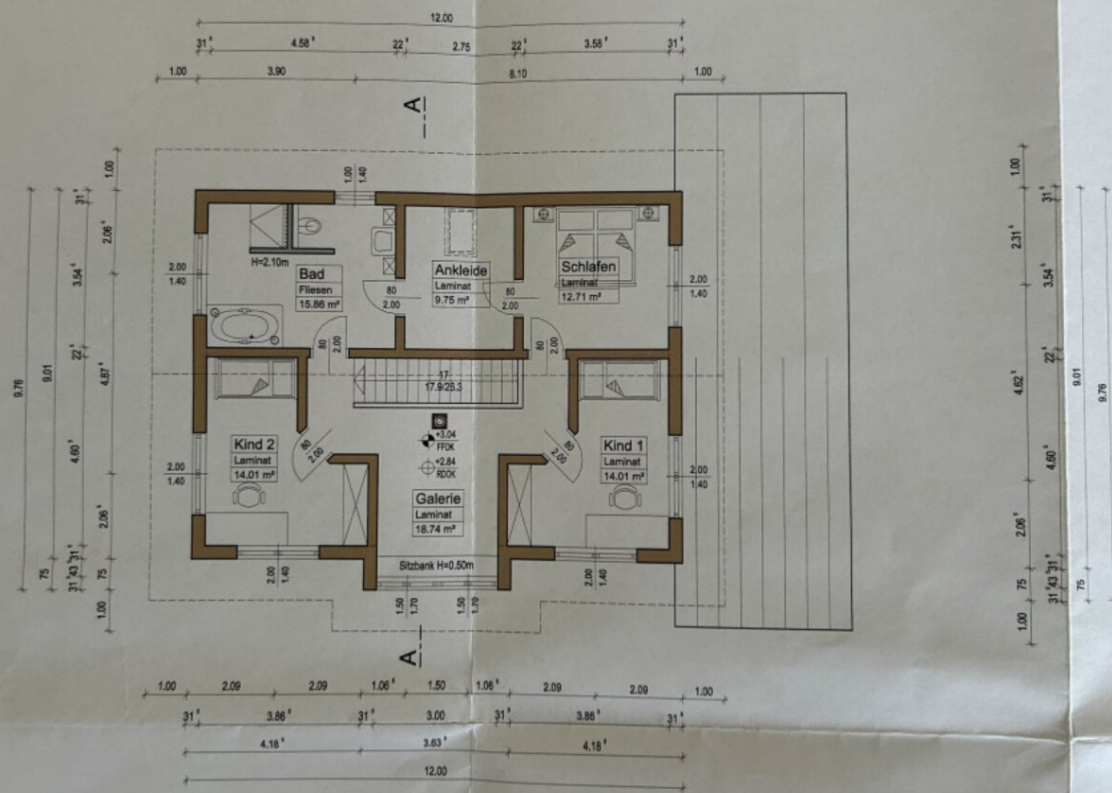 12.00
31⁵ 4.58⁵ 22⁵ 2.75 22⁵ 3.58⁵ 31⁵
1.00 3.90 8.10 1.00
A
1.00
1.40
H=2.10m
Bad
Fliesen
15.86 m²
80
2.00
Ankleide
Laminat
9.75 m²
80
2.00
Schlafen
Laminat
12.71 m²
2.00
1.40
2.00
1.40
80
2.00
80
2.00
17
17.9/25.3
+3.04
FFOK
+2.84
RDOK
Kind 2
Laminat
14.01 m²
80
2.00
Galerie
Laminat
18.74 m²
80
2.00
Kind 1
Laminat
14.01 m²
2.00
1.40
2.00
1.40
Sitzbank H=0.50m
2.00
1.40
1.50
1.70
1.50
1.70
2.00
1.40
A
1.00
31⁵
2.06⁵
3.54⁵
22⁵
4.87⁵
4.60⁵
2.06⁵
31⁵
43⁵
31⁵
75
75
1.00
9.01
9.76
1.00
31⁵
2.31⁵
3.54⁵
22⁵
4.62⁵
4.60⁵
2.06⁵
31⁵
43⁵
31⁵
75
75
1.00
9.01
9.76
1.00 2.09 2.09 1.06⁵ 1.50 1.06⁵ 2.09 2.09 1.00
31⁵ 3.86⁵ 31⁵ 3.00 31⁵ 3.86⁵ 31⁵
4.18⁵ 3.63⁵ 4.18⁵
12.00